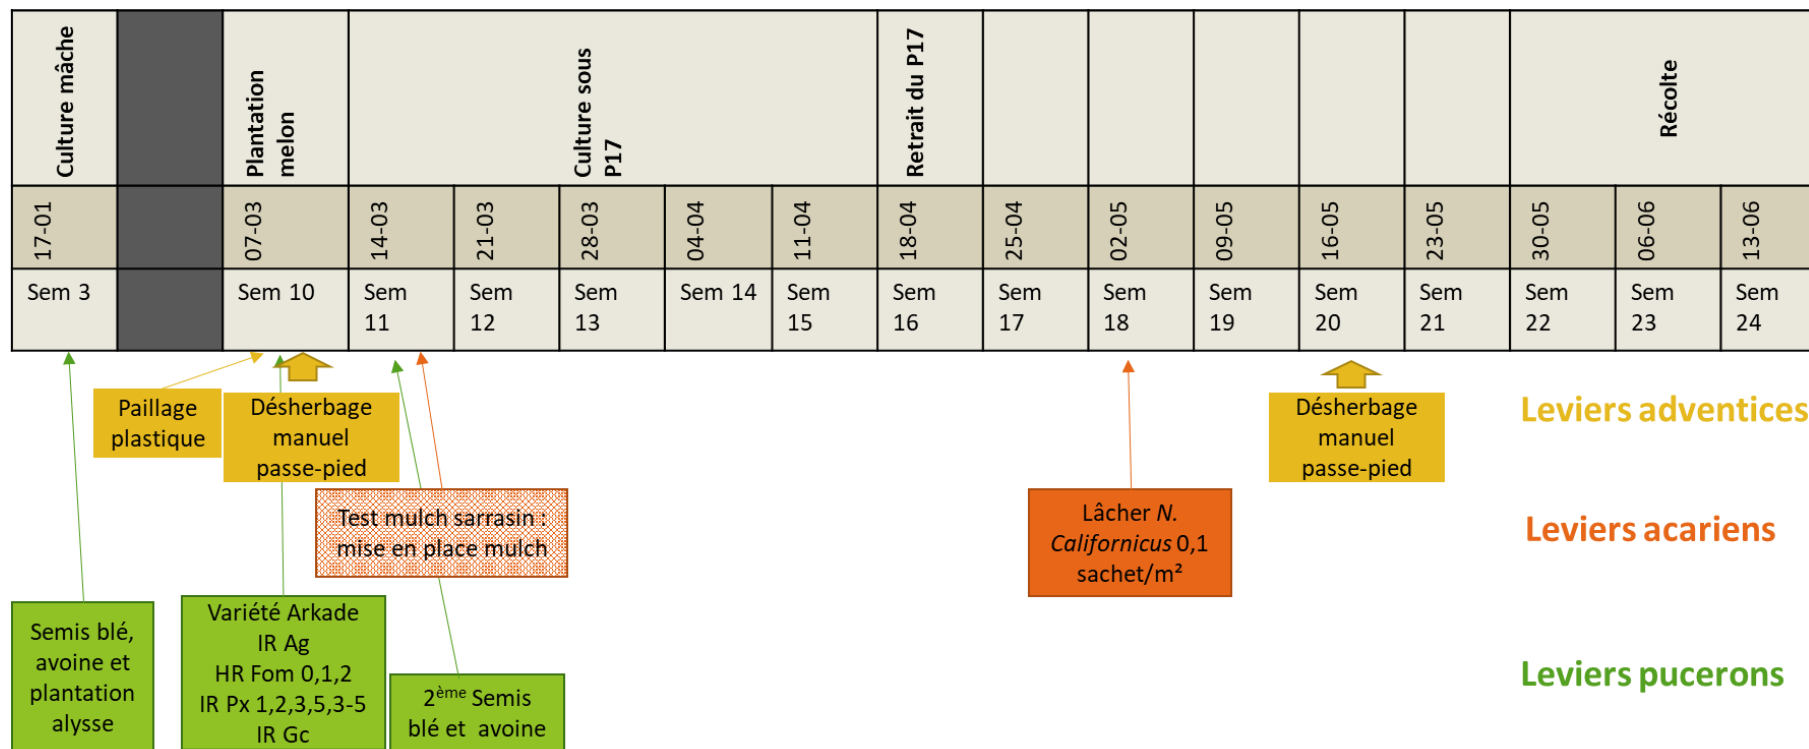 Culture mâche
Plantation
melon
Culture sous
P17
Retrait du P17
Récolte
17-01
07-03
14-03
21-03
28-03
04-04
11-04
18-04
25-04
02-05
09-05
16-05
23-05
30-05
06-06
13-06
Sem 3
Sem 10
Sem
11
Sem
12
Sem
13
Sem 14
Sem
15
Sem
16
Sem
17
Sem
18
Sem
19
Sem
20
Sem
21
Sem
22
Sem
23
Sem
24
Paillage
plastique
Désherbage
manuel
passe-pied
Désherbage
manuel
passe-pied
Leviers adventices
Test mulch sarrasin :
mise en place mulch
Lâcher N.
Californicus 0,1
sachet/m²
Leviers acariens
Semis blé,
avoine et
plantation
alysse
Variété Arkade
IR Ag
HR Fom 0,1,2
IR Px 1,2,3,5,3-5
IR Gc
2ème Semis
blé et avoine
Leviers pucerons